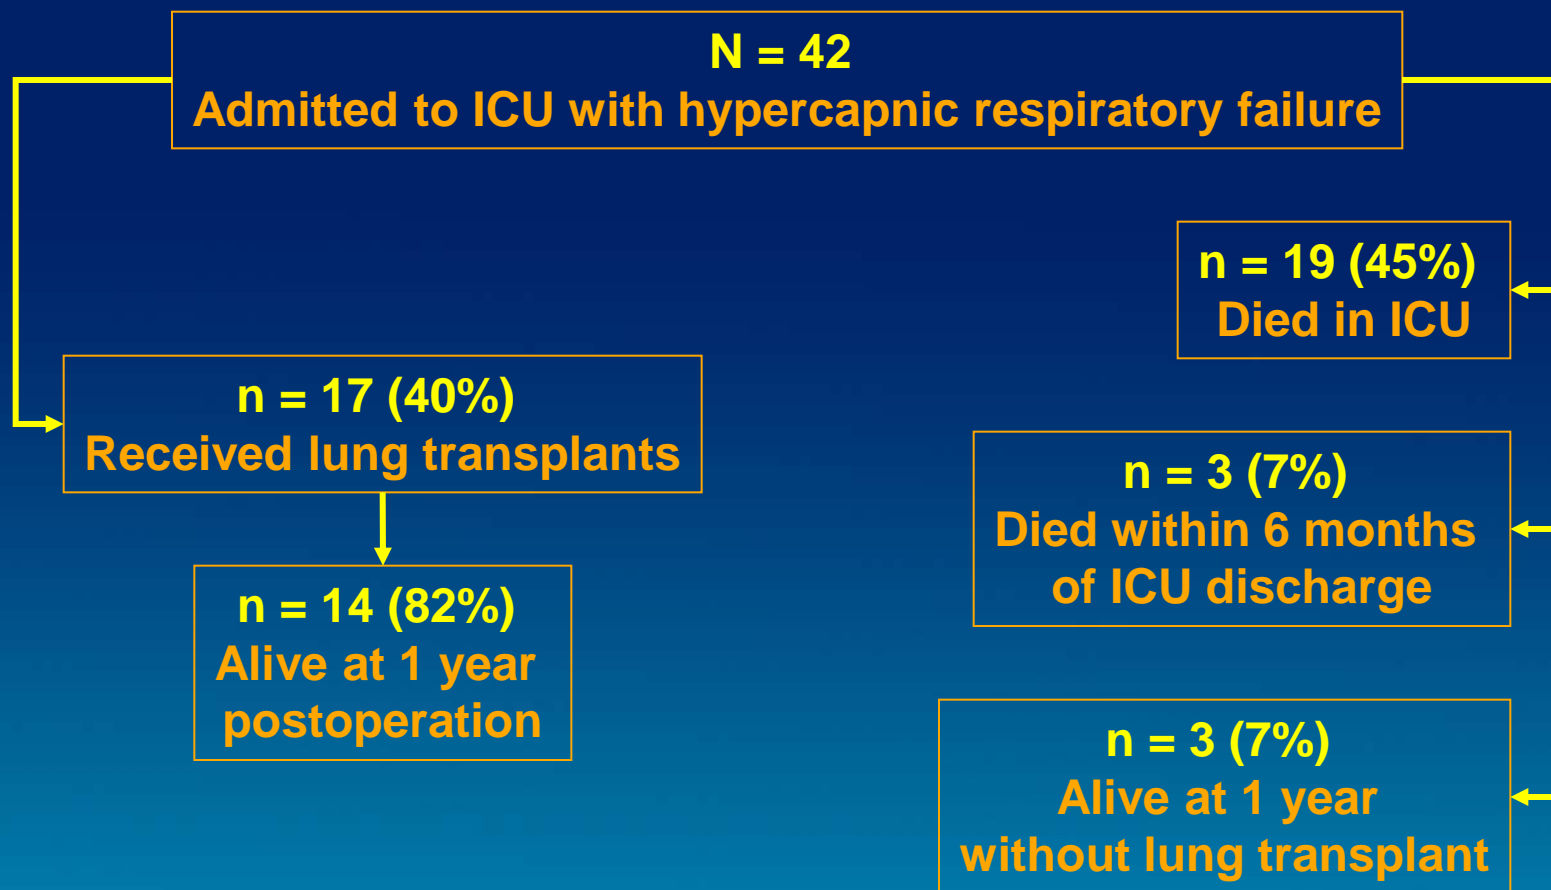 N = 42
Admitted to ICU with hypercapnic respiratory failure
n = 19 (45%)
Died in ICU
n = 17 (40%)
Received lung transplants
n = 3 (7%)
Died within 6 months
of ICU discharge
n = 14 (82%)
Alive at 1 year
postoperation
n = 3 (7%)
Alive at 1 year
without lung transplant